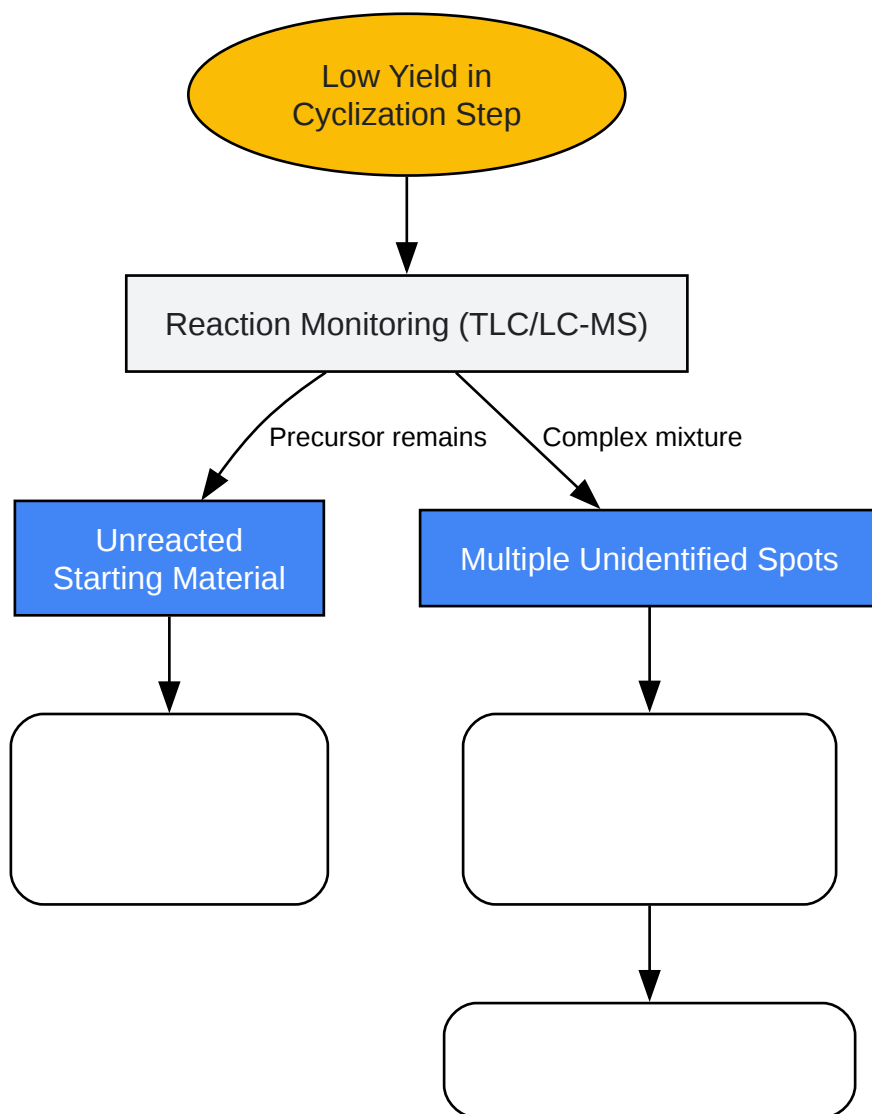 Low Yield in
Cyclization Step
Reaction Monitoring (TLC/LC-MS)
Precursor remains
Complex mixture
Unreacted
Starting Material
Multiple Unidentified Spots